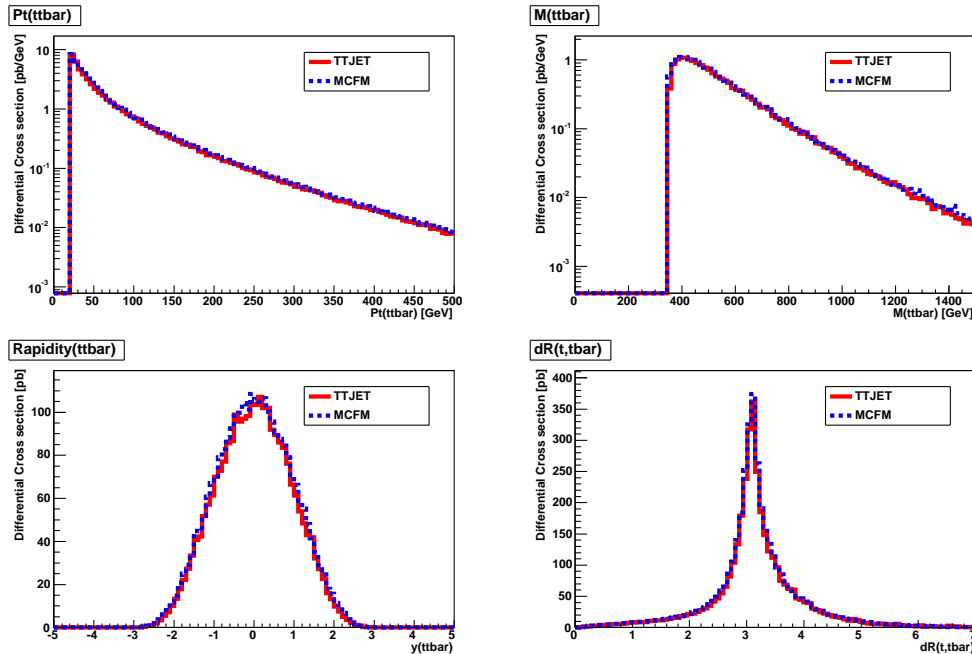 Pt(ttbar)
Differential Cross section [pb/GeV]
10
1
10^-1
10^-2
10^-3
TTJET
MCFM
0 50 100 150 200 250 300 350 400 450 500
Pt(ttbar) [GeV]
M(ttbar)
Differential Cross section [pb/GeV]
1
10^-1
10^-2
10^-3
TTJET
MCFM
0 200 400 600 800 1000 1200 1400
M(ttbar) [GeV]
Rapidity(ttbar)
Differential Cross section [pb]
100
80
60
40
20
0
TTJET
MCFM
-5 -4 -3 -2 -1 0 1 2 3 4 5
y(ttbar)
dR(t,tbar)
Differential Cross section [pb]
400
350
300
250
200
150
100
50
0
TTJET
MCFM
0 1 2 3 4 5 6
dR(t,tbar)